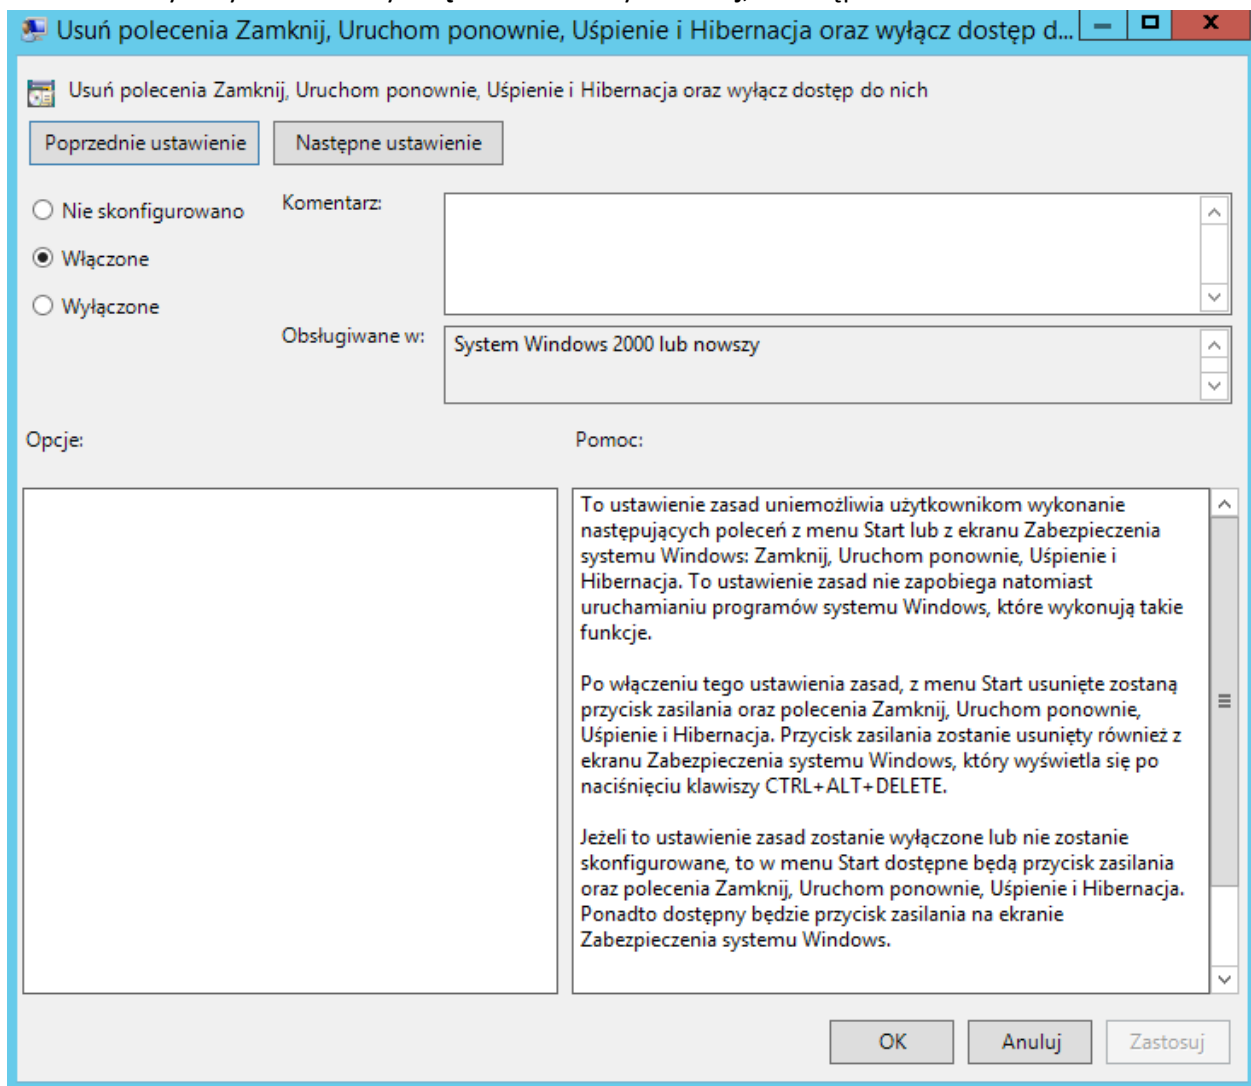 Usuń polecenia Zamknij, Uruchom ponownie, Uśpienie i Hibernacja oraz wyłącz dostęp d...
Usuń polecenia Zamknij, Uruchom ponownie, Uśpienie i Hibernacja oraz wyłącz dostęp do nich
Poprzednie ustawienie
Następne ustawienie
Nie skonfigurowano
Włączone
Wyłączone
Komentarz:
Obsługiwane w:
System Windows 2000 lub nowszy
Opcje:
Pomoc:
To ustawienie zasad uniemożliwia użytkownikom wykonanie
następujących poleceń z menu Start lub z ekranu Zabezpieczenia
systemu Windows: Zamknij, Uruchom ponownie, Uśpienie i
Hibernacja. To ustawienie zasad nie zapobiega natomiast
uruchamianiu programów systemu Windows, które wykonują takie
funkcje.
Po włączeniu tego ustawienia zasad, z menu Start usunięte zostaną
przycisk zasilania oraz polecenia Zamknij, Uruchom ponownie,
Uśpienie i Hibernacja. Przycisk zasilania zostanie usunięty również z
ekranu Zabezpieczenia systemu Windows, który wyświetla się po
naciśnięciu klawiszy CTRL+ALT+DELETE.
Jeżeli to ustawienie zasad zostanie wyłączone lub nie zostanie
skonfigurowane, to w menu Start dostępne będą przycisk zasilania
oraz polecenia Zamknij, Uruchom ponownie, Uśpienie i Hibernacja.
Ponadto dostępny będzie przycisk zasilania na ekranie
Zabezpieczenia systemu Windows.
OK
Anuluj
Zastosuj